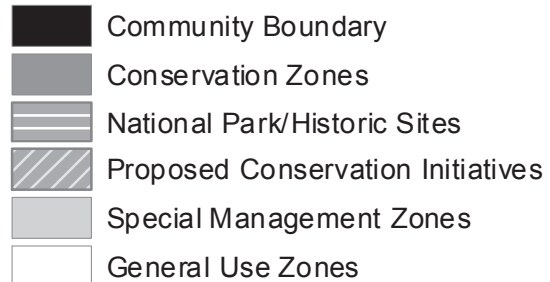 Community Boundary
Conservation Zones
National Park/Historic Sites
Proposed Conservation Initiatives
Special Management Zones
General Use Zones